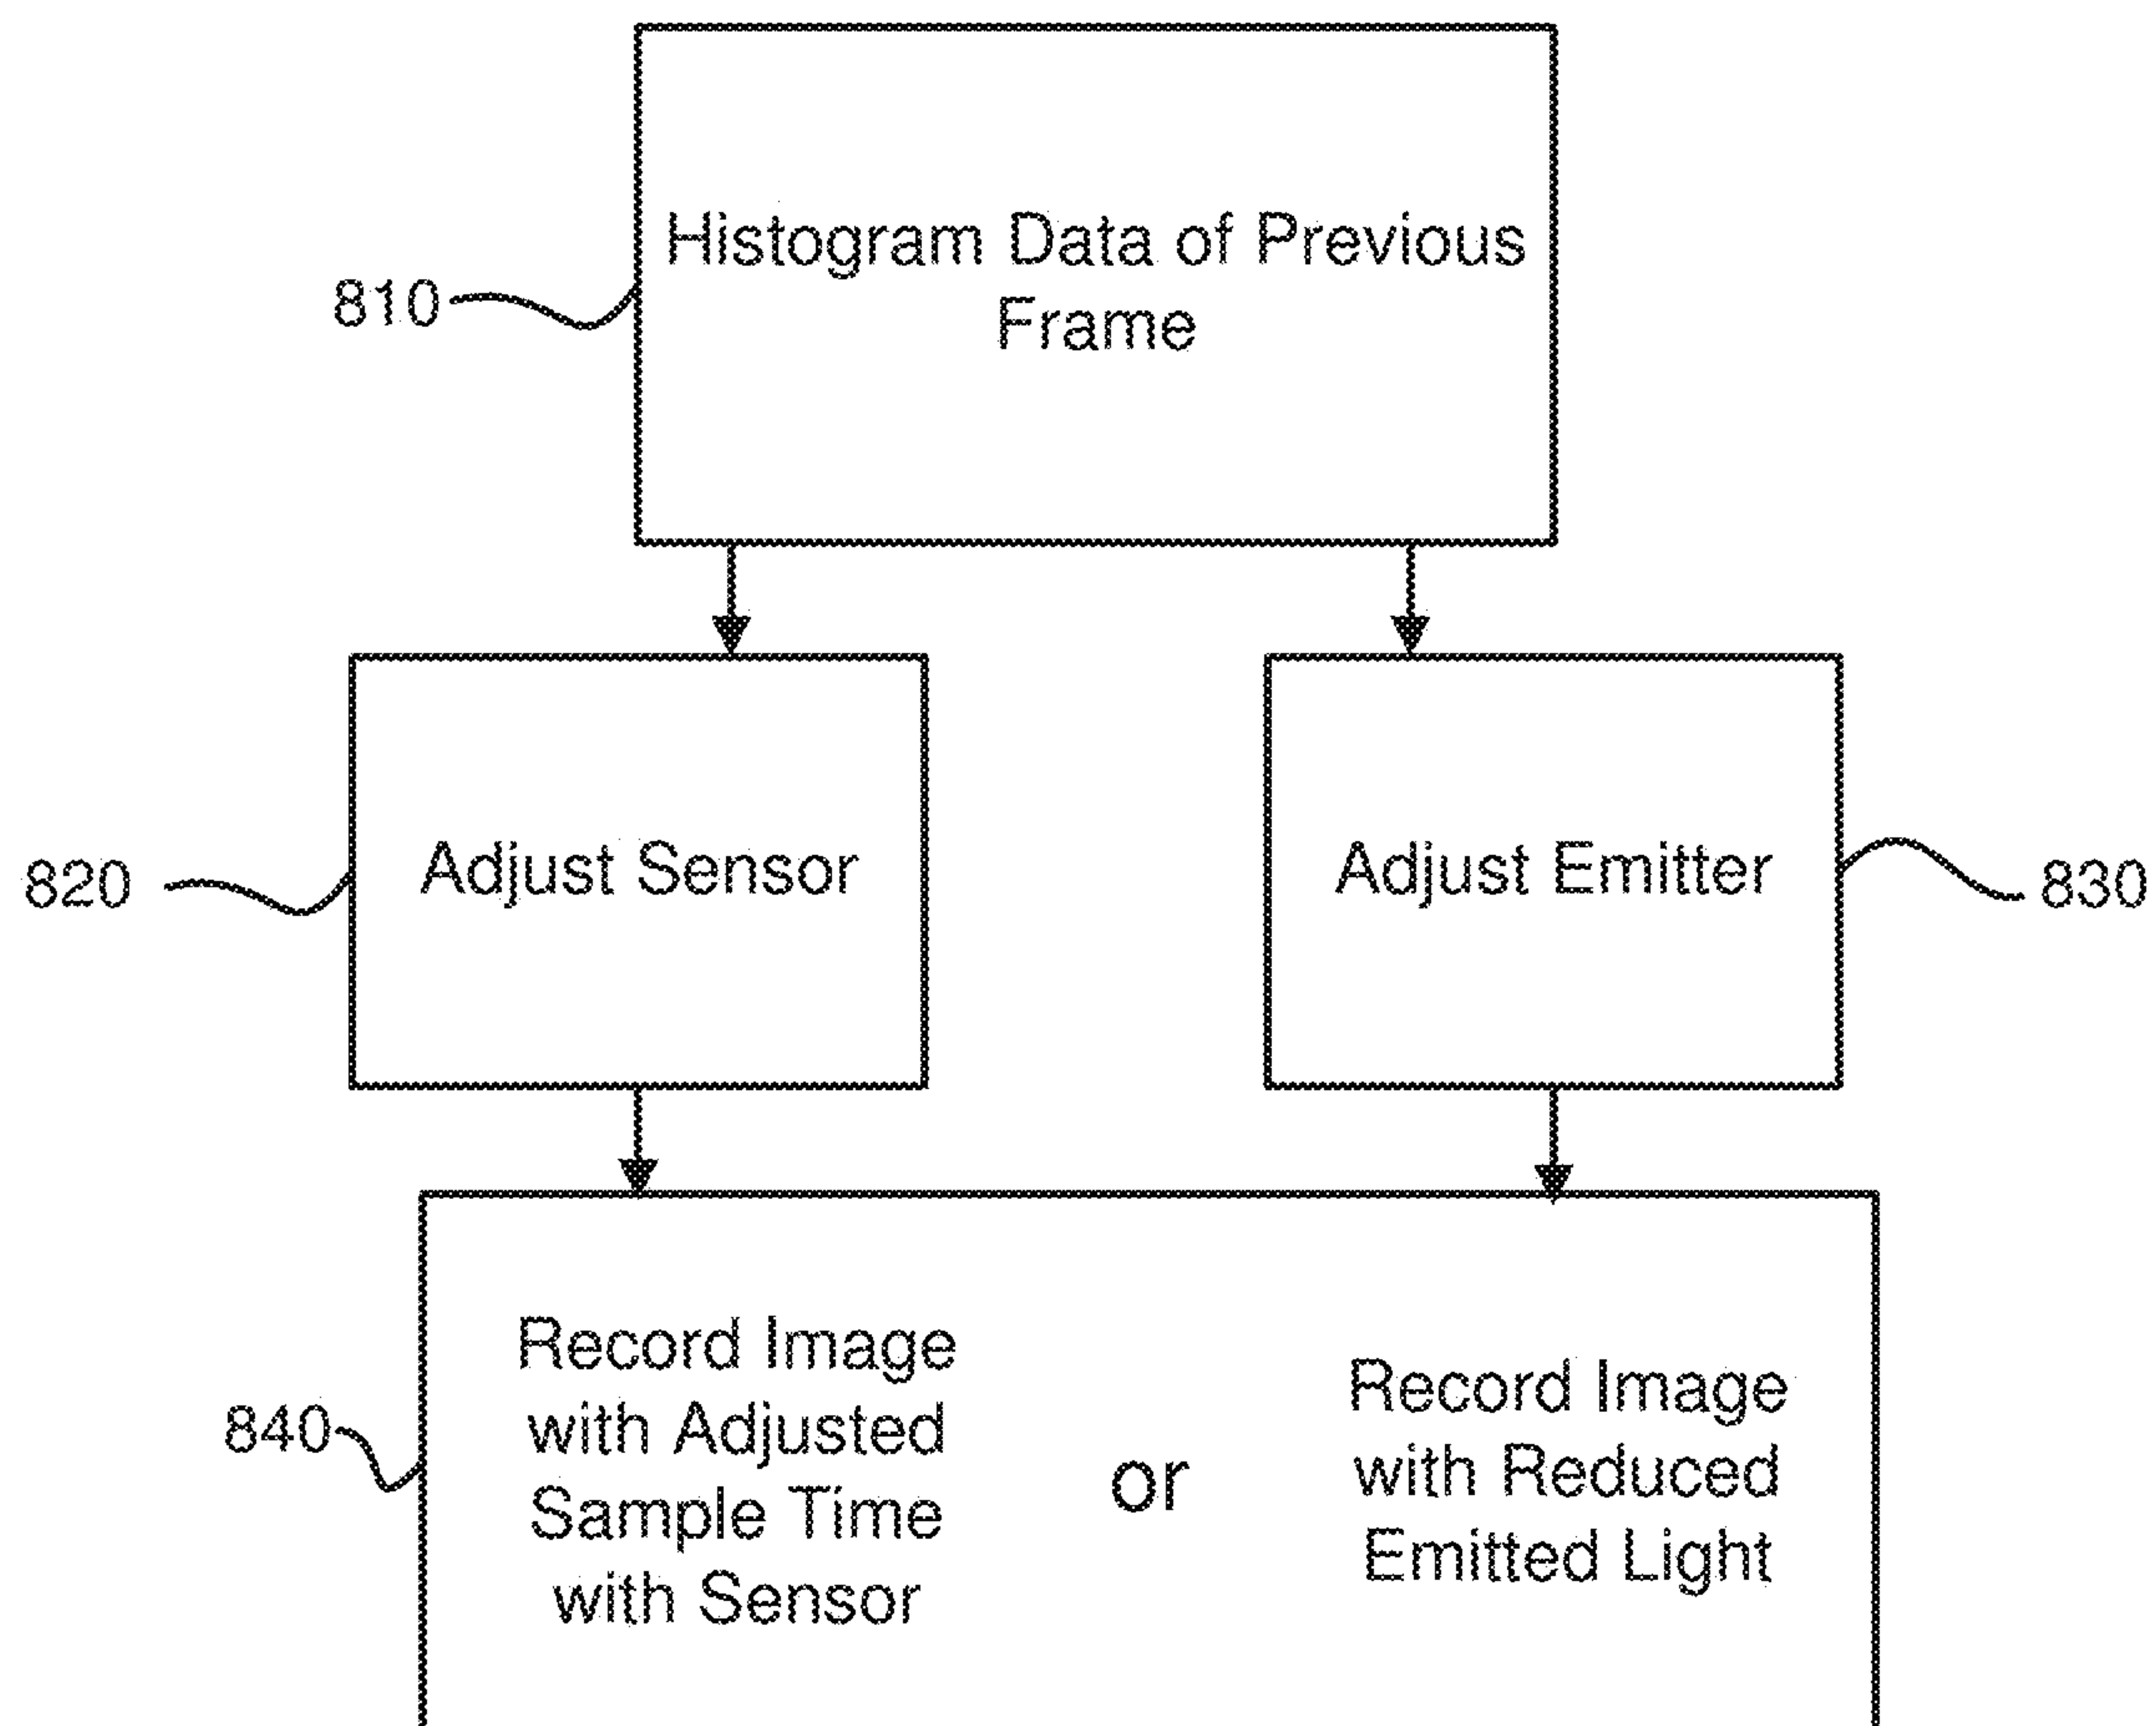 Histogram Data of Previous
Frame
810
Adjust Sensor
Adjust Emitter
820
830
Record Image
with Adjusted
Sample Time
with Sensor
or
Record Image
with Reduced
Emitted Light
840